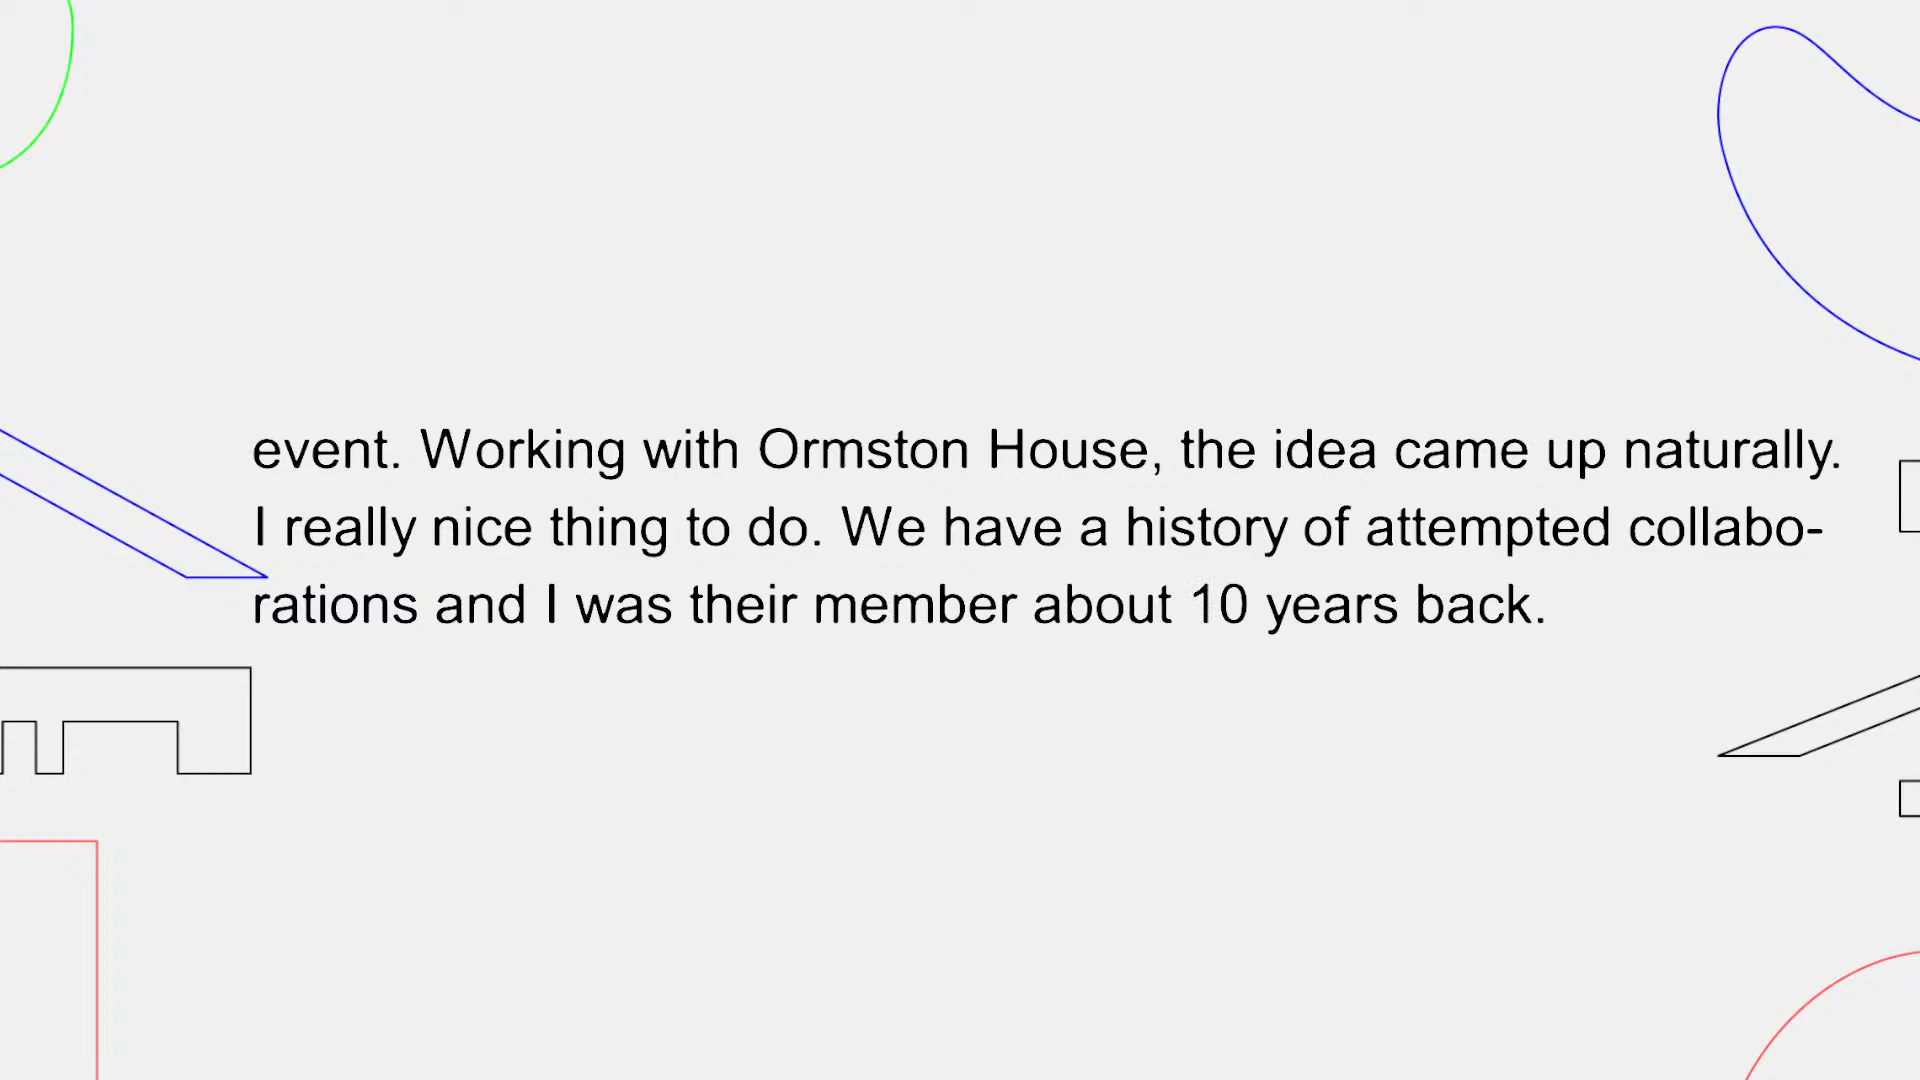 event. Working with Ormston House, the idea came up naturally.
I really nice thing to do. We have a history of attempted collabo-
rations and I was their member about 10 years back.